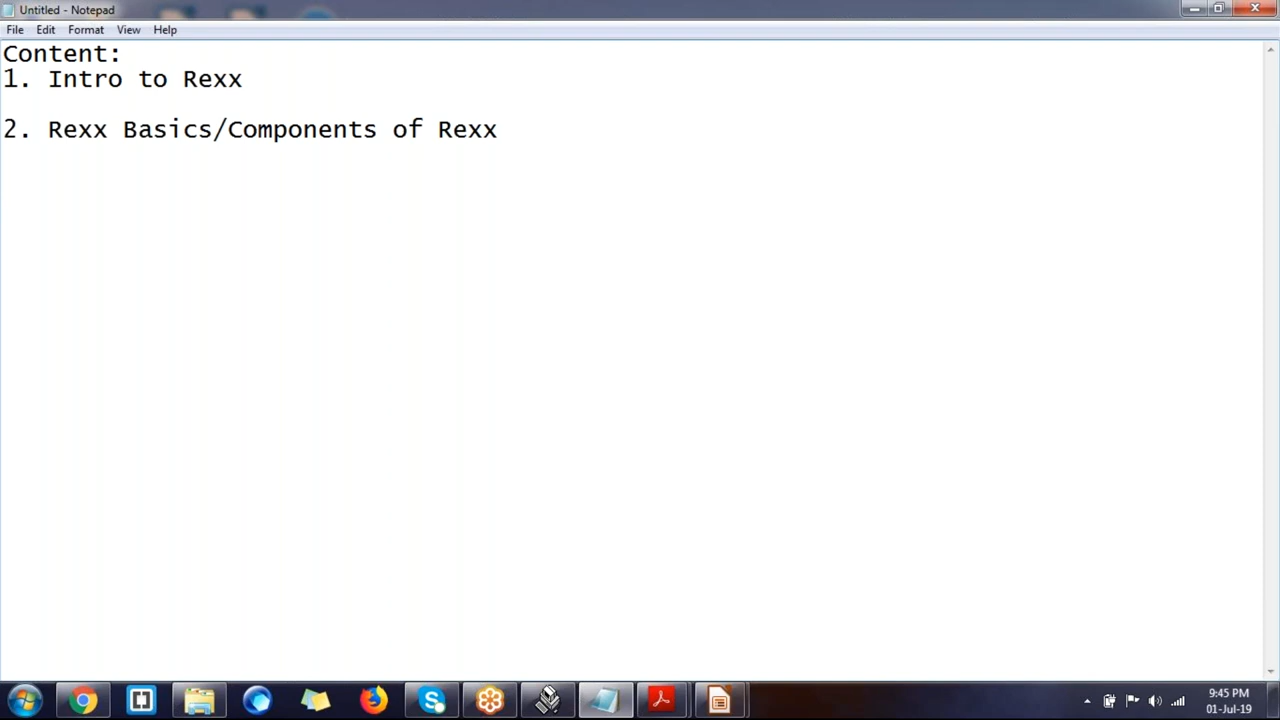 Untitled - Notepad
File Edit Format View Help
Content:
1. Intro to Rexx
2. Rexx Basics/Components of Rexx
9:45 PM
01-Jul-19